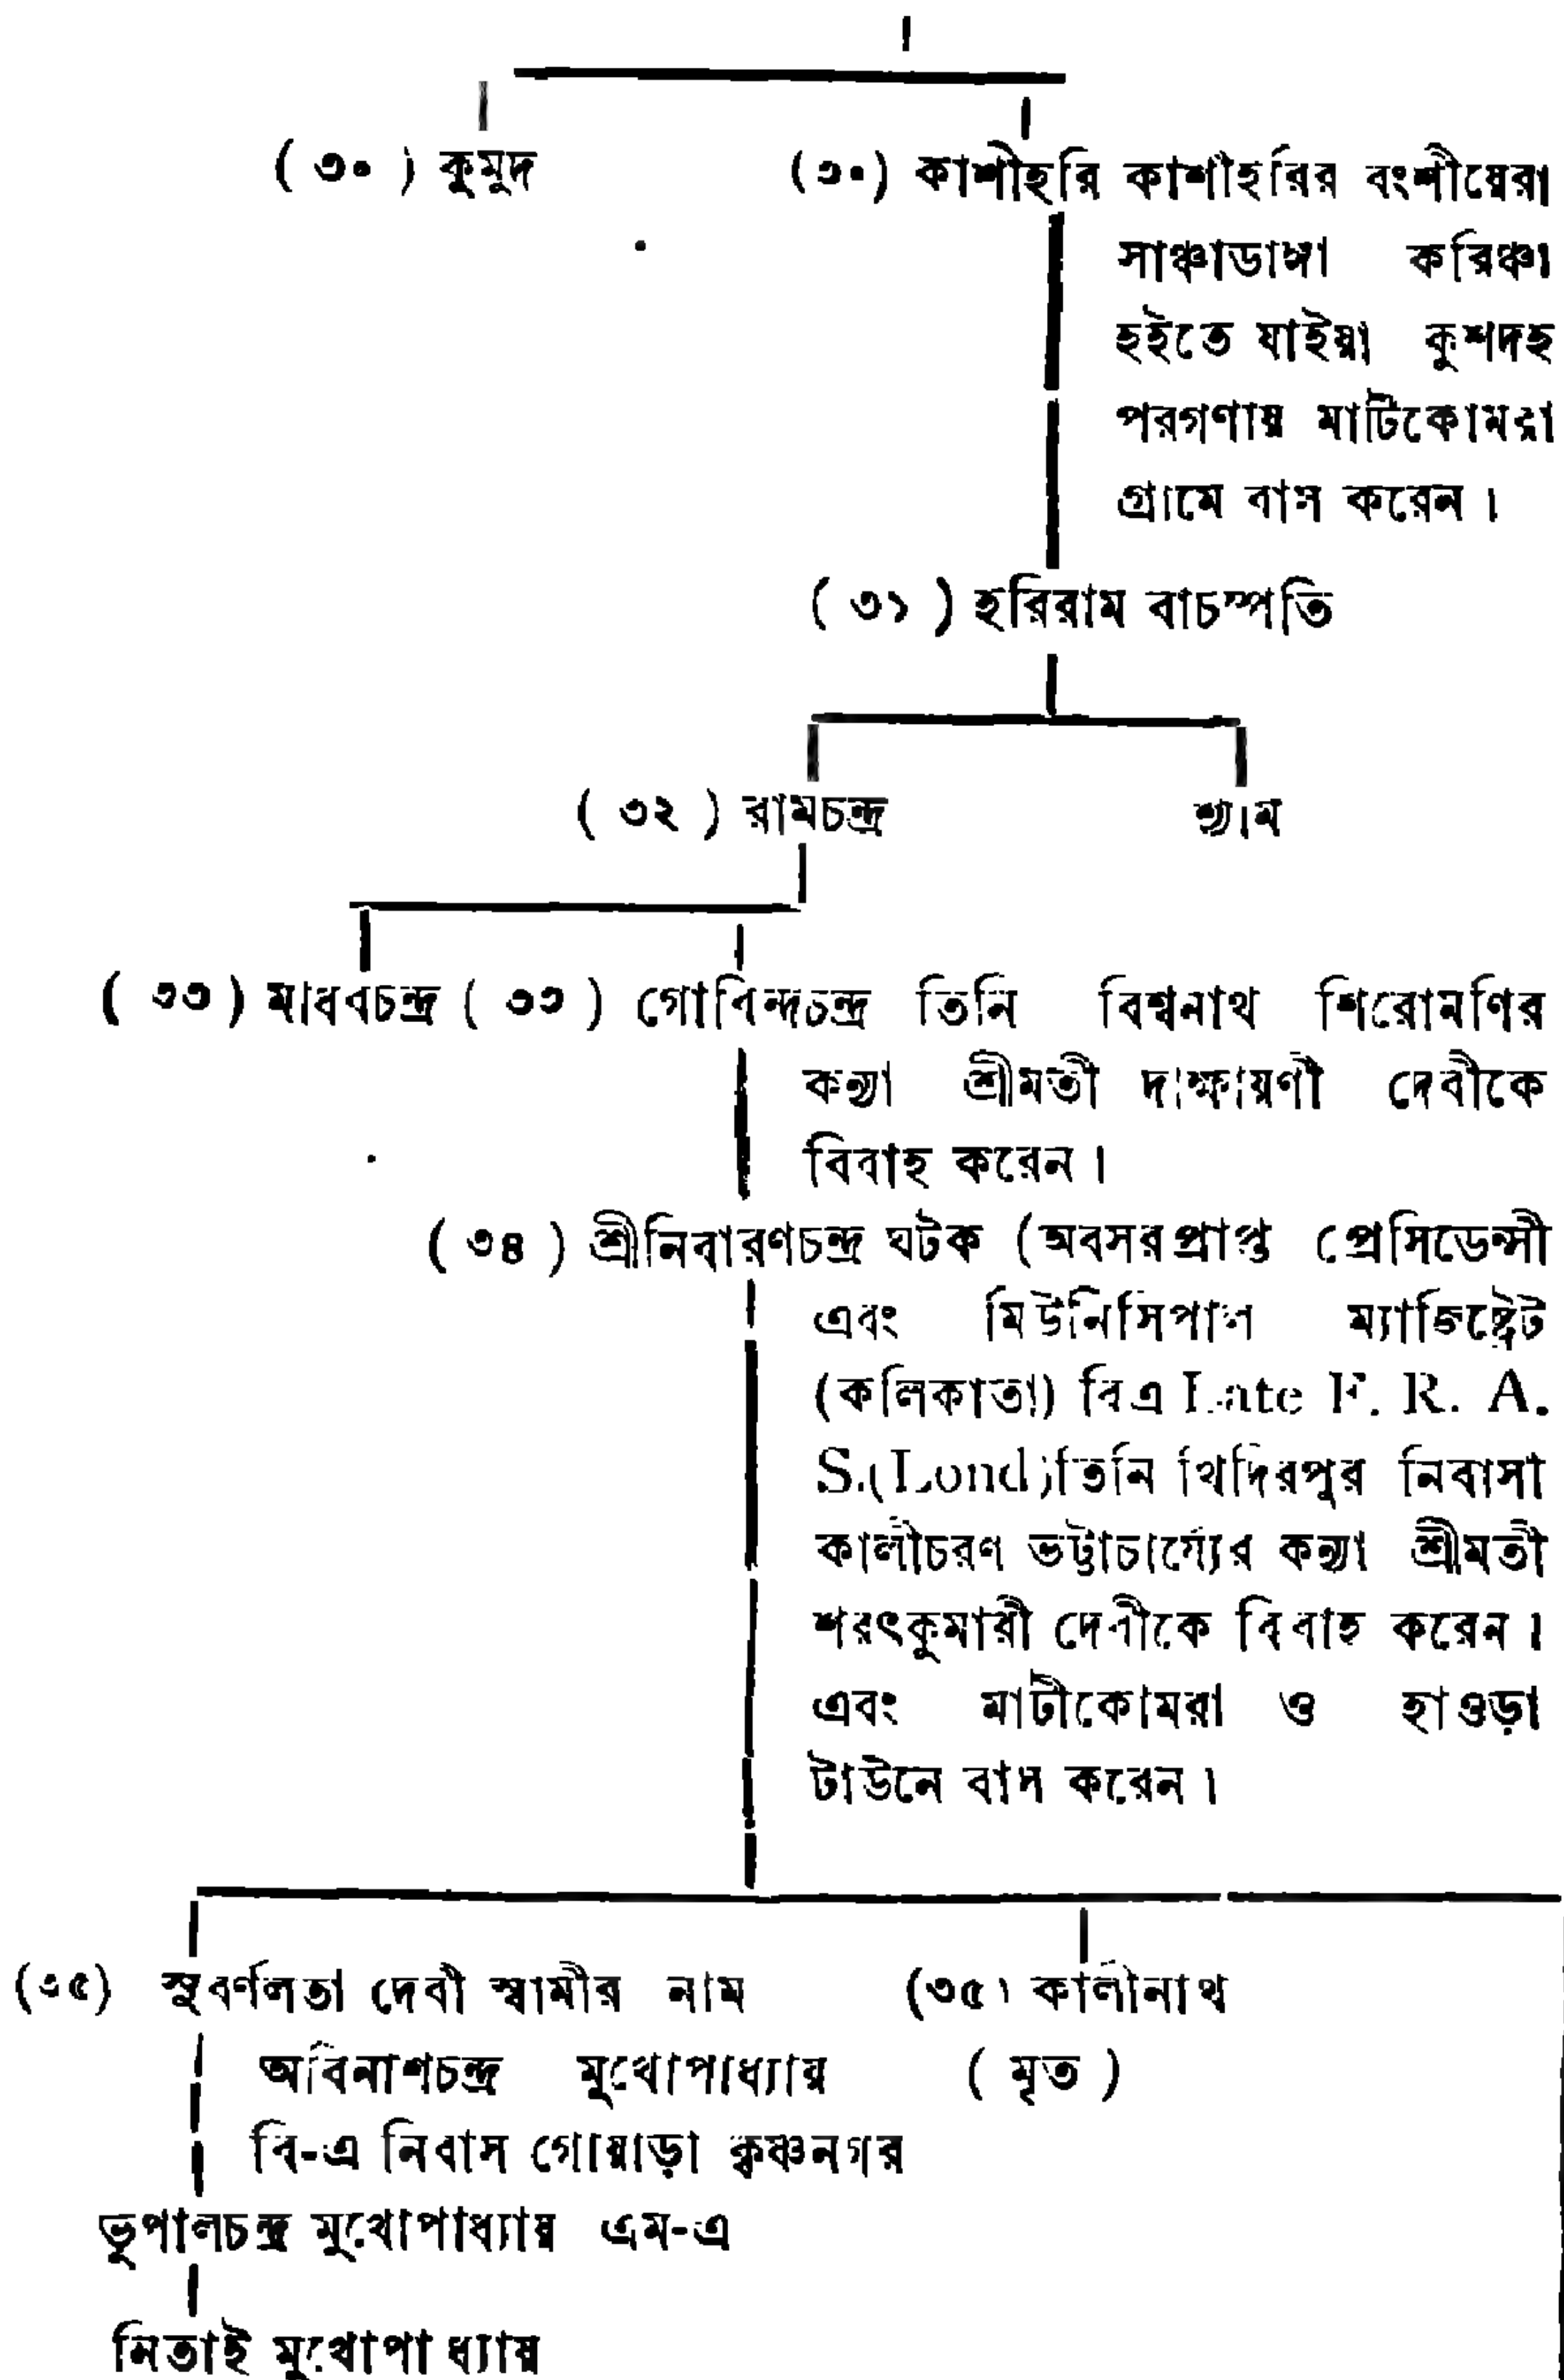 ( ৩০ ) কুমুদ (৩০) কাশীহরি কাশীহরির বংশীয়েরা
সাঞ্চাডাঙ্গা করিঞ্চা
হইতে যাইয়া কুশদহ
পরগণায় মাটিকোমরা
গ্রামে বাস করেন।
( ৩১ ) হরিরাম বাচস্পতি
( ৩২ ) রামচন্দ্র শ্যাম
( ৩৩ ) মাধবচন্দ্র ( ৩৩ ) গোবিন্দচন্দ্র তিনি বিশ্বনাথ শিরোমণির
কন্যা শ্রীমতী দাক্ষায়ণী দেবীকে
বিবাহ করেন।
( ৩৪ ) শ্রীনিবারণচন্দ্র ঘটক (অবসরপ্রাপ্ত প্রেসিডেন্সী
এবং মিউনিসিপাল ম্যাজিষ্ট্রেট
(কলিকাতা) বিএ Late F. R. A.
S.(Lond)তিনি খিদিরপুর নিবাসী
কালীচরণ ভট্টাচার্য্যের কন্যা শ্রীমতী
শরৎকুমারী দেবীকে বিবাহ করেন।
এবং মাটীকোমরা ও হাওড়া
টাউনে বাস করেন।
(৩৫) সুবর্ণলতা দেবী স্বামীর নাম (৩৫) কালীনাথ
অবিনাশচন্দ্র মুখোপাধ্যায় ( মৃত )
বি-এ নিবাস গোয়াড়ী কৃষ্ণনগর
ভুপালচন্দ্র মুখোপাধ্যায় এম-এ
নিতাই মুখোপাধ্যায়